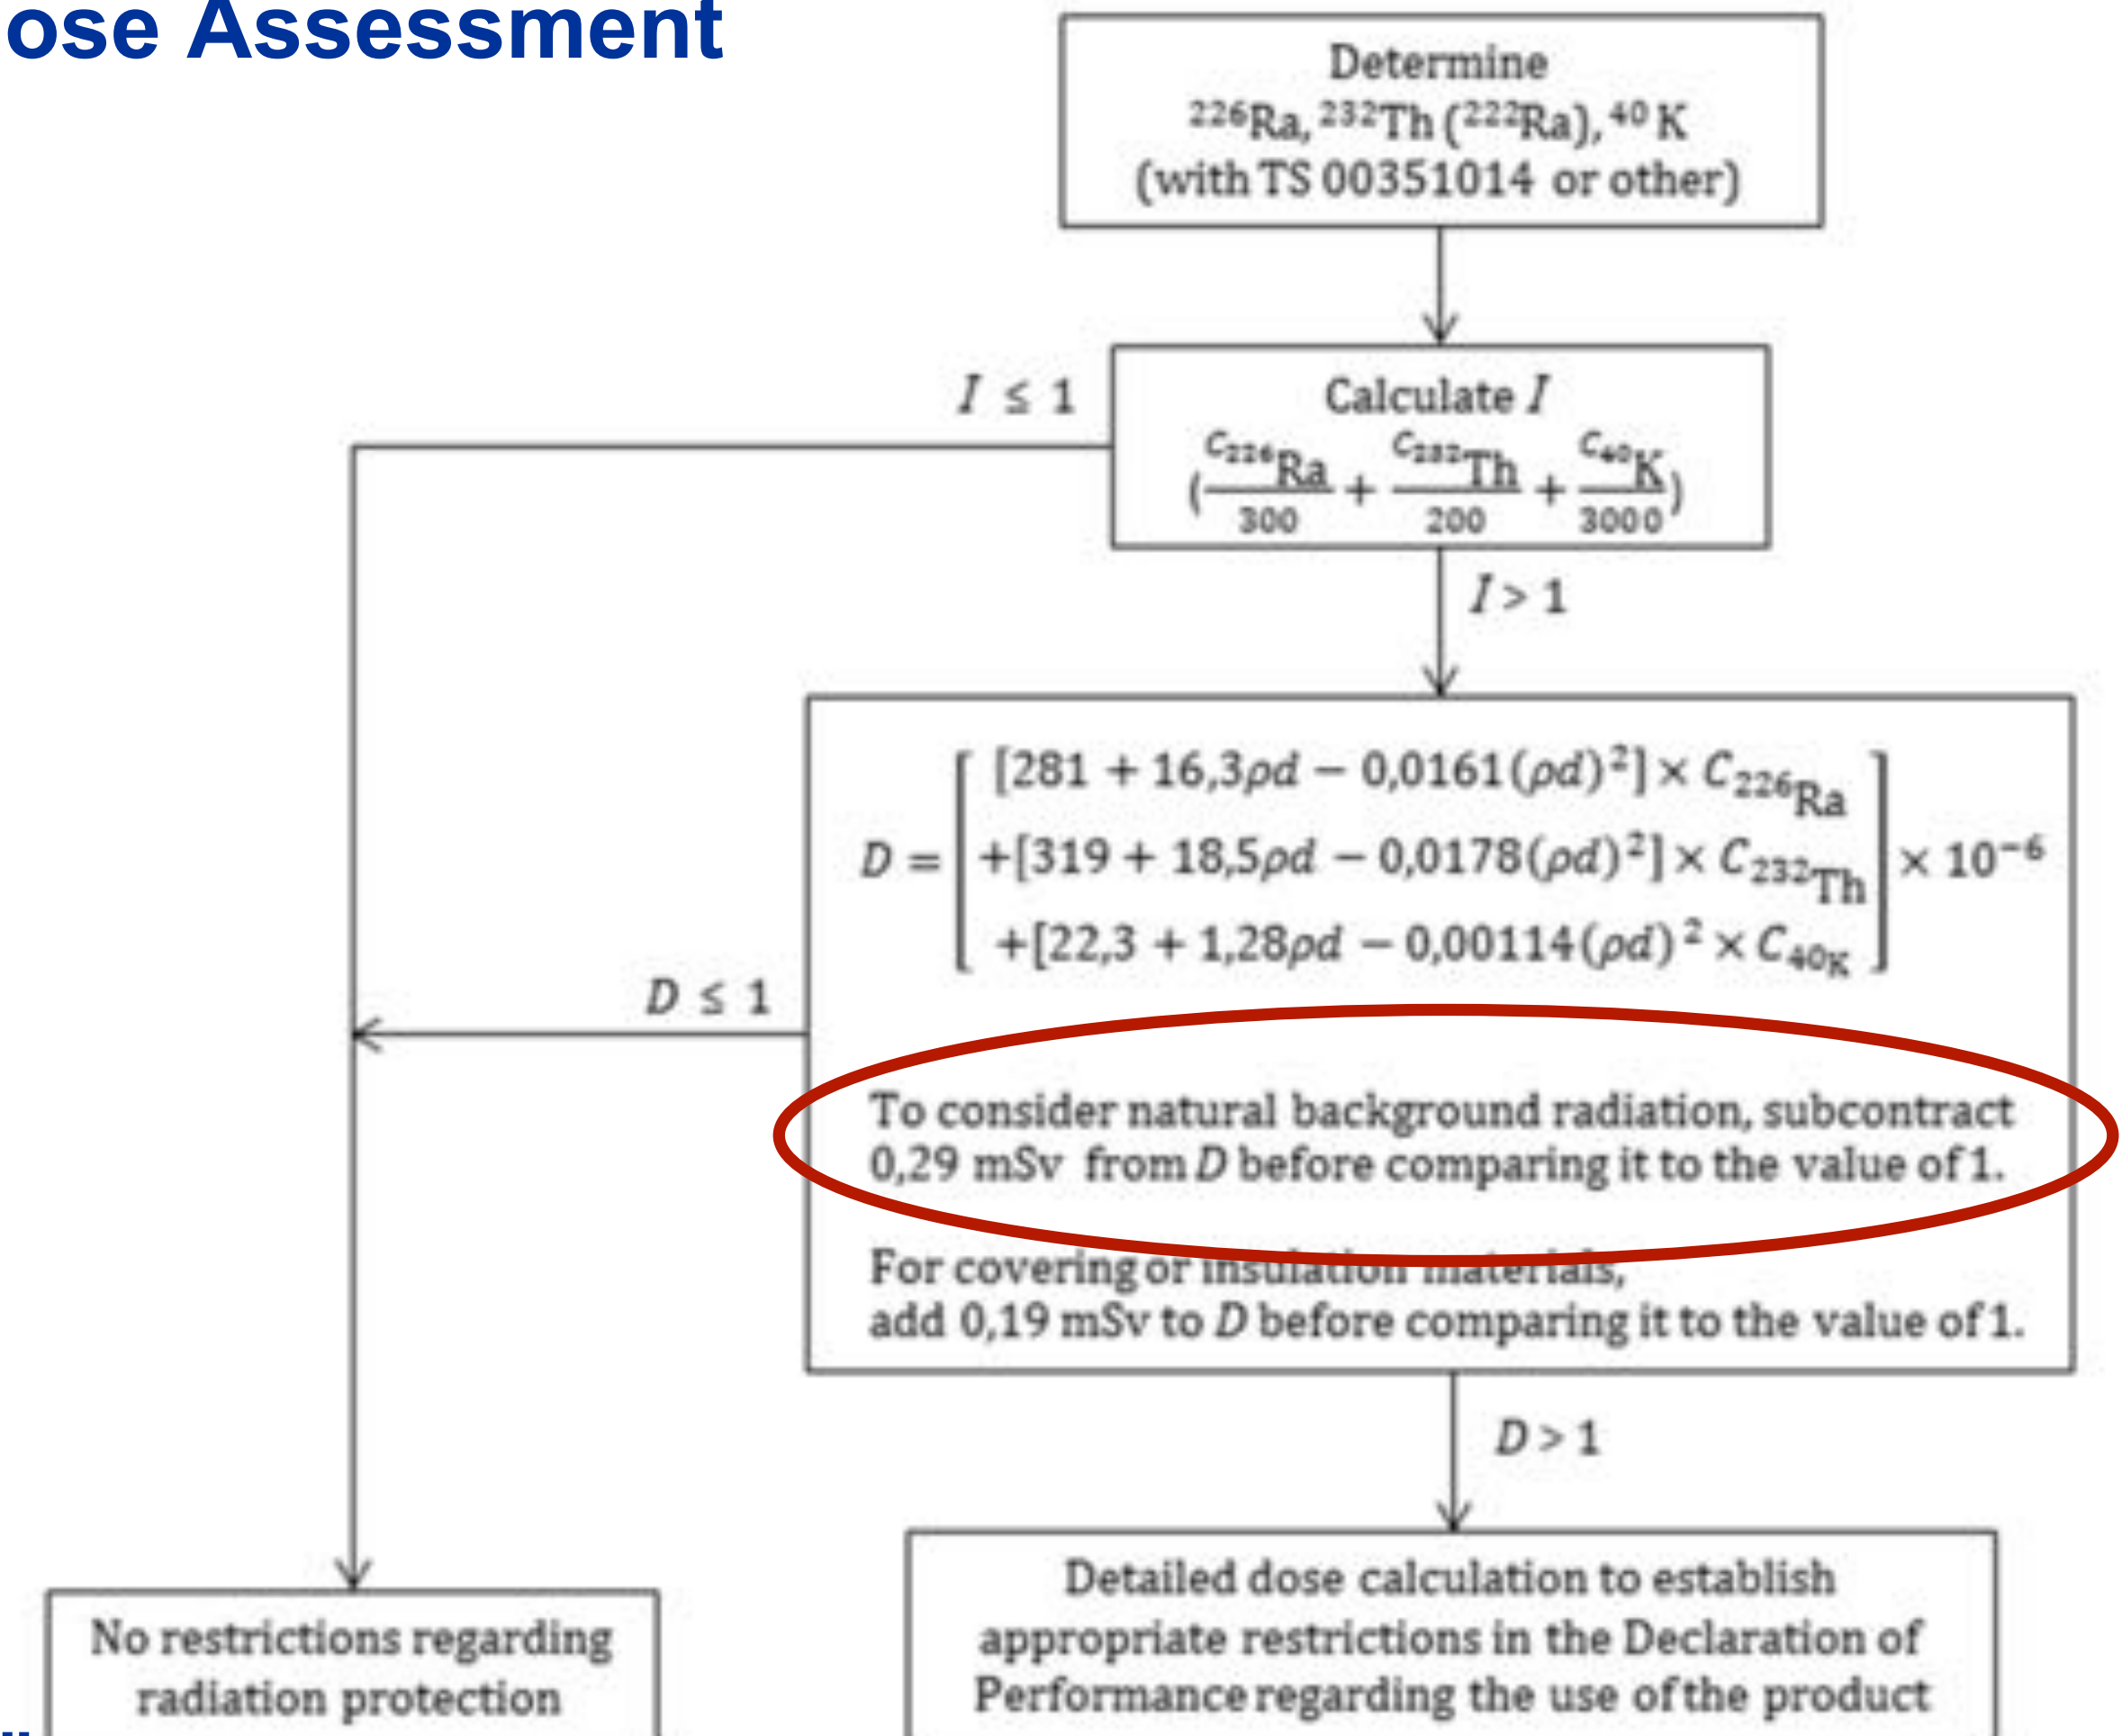 ose Assessment
Determine
²²⁶Ra, ²³²Th (²²²Ra), ⁴⁰K
(with TS 00351014 or other)
I ≤ 1
Calculate I
(C₂₂₆Ra/300 + C₂₃₂Th/200 + C₄₀K/3000)
I > 1
[281 + 16,3ρd − 0,0161(ρd)²] × C₂₂₆Ra
D = +[319 + 18,5ρd − 0,0178(ρd)²] × C₂₃₂Th × 10⁻⁶
+[22,3 + 1,28ρd − 0,00114(ρd)² × C₄₀K
D ≤ 1
To consider natural background radiation, subcontract
0,29 mSv from D before comparing it to the value of 1.
For covering or insulation materials,
add 0,19 mSv to D before comparing it to the value of 1.
D > 1
Detailed dose calculation to establish
appropriate restrictions in the Declaration of
Performance regarding the use of the product
No restrictions regarding
radiation protection